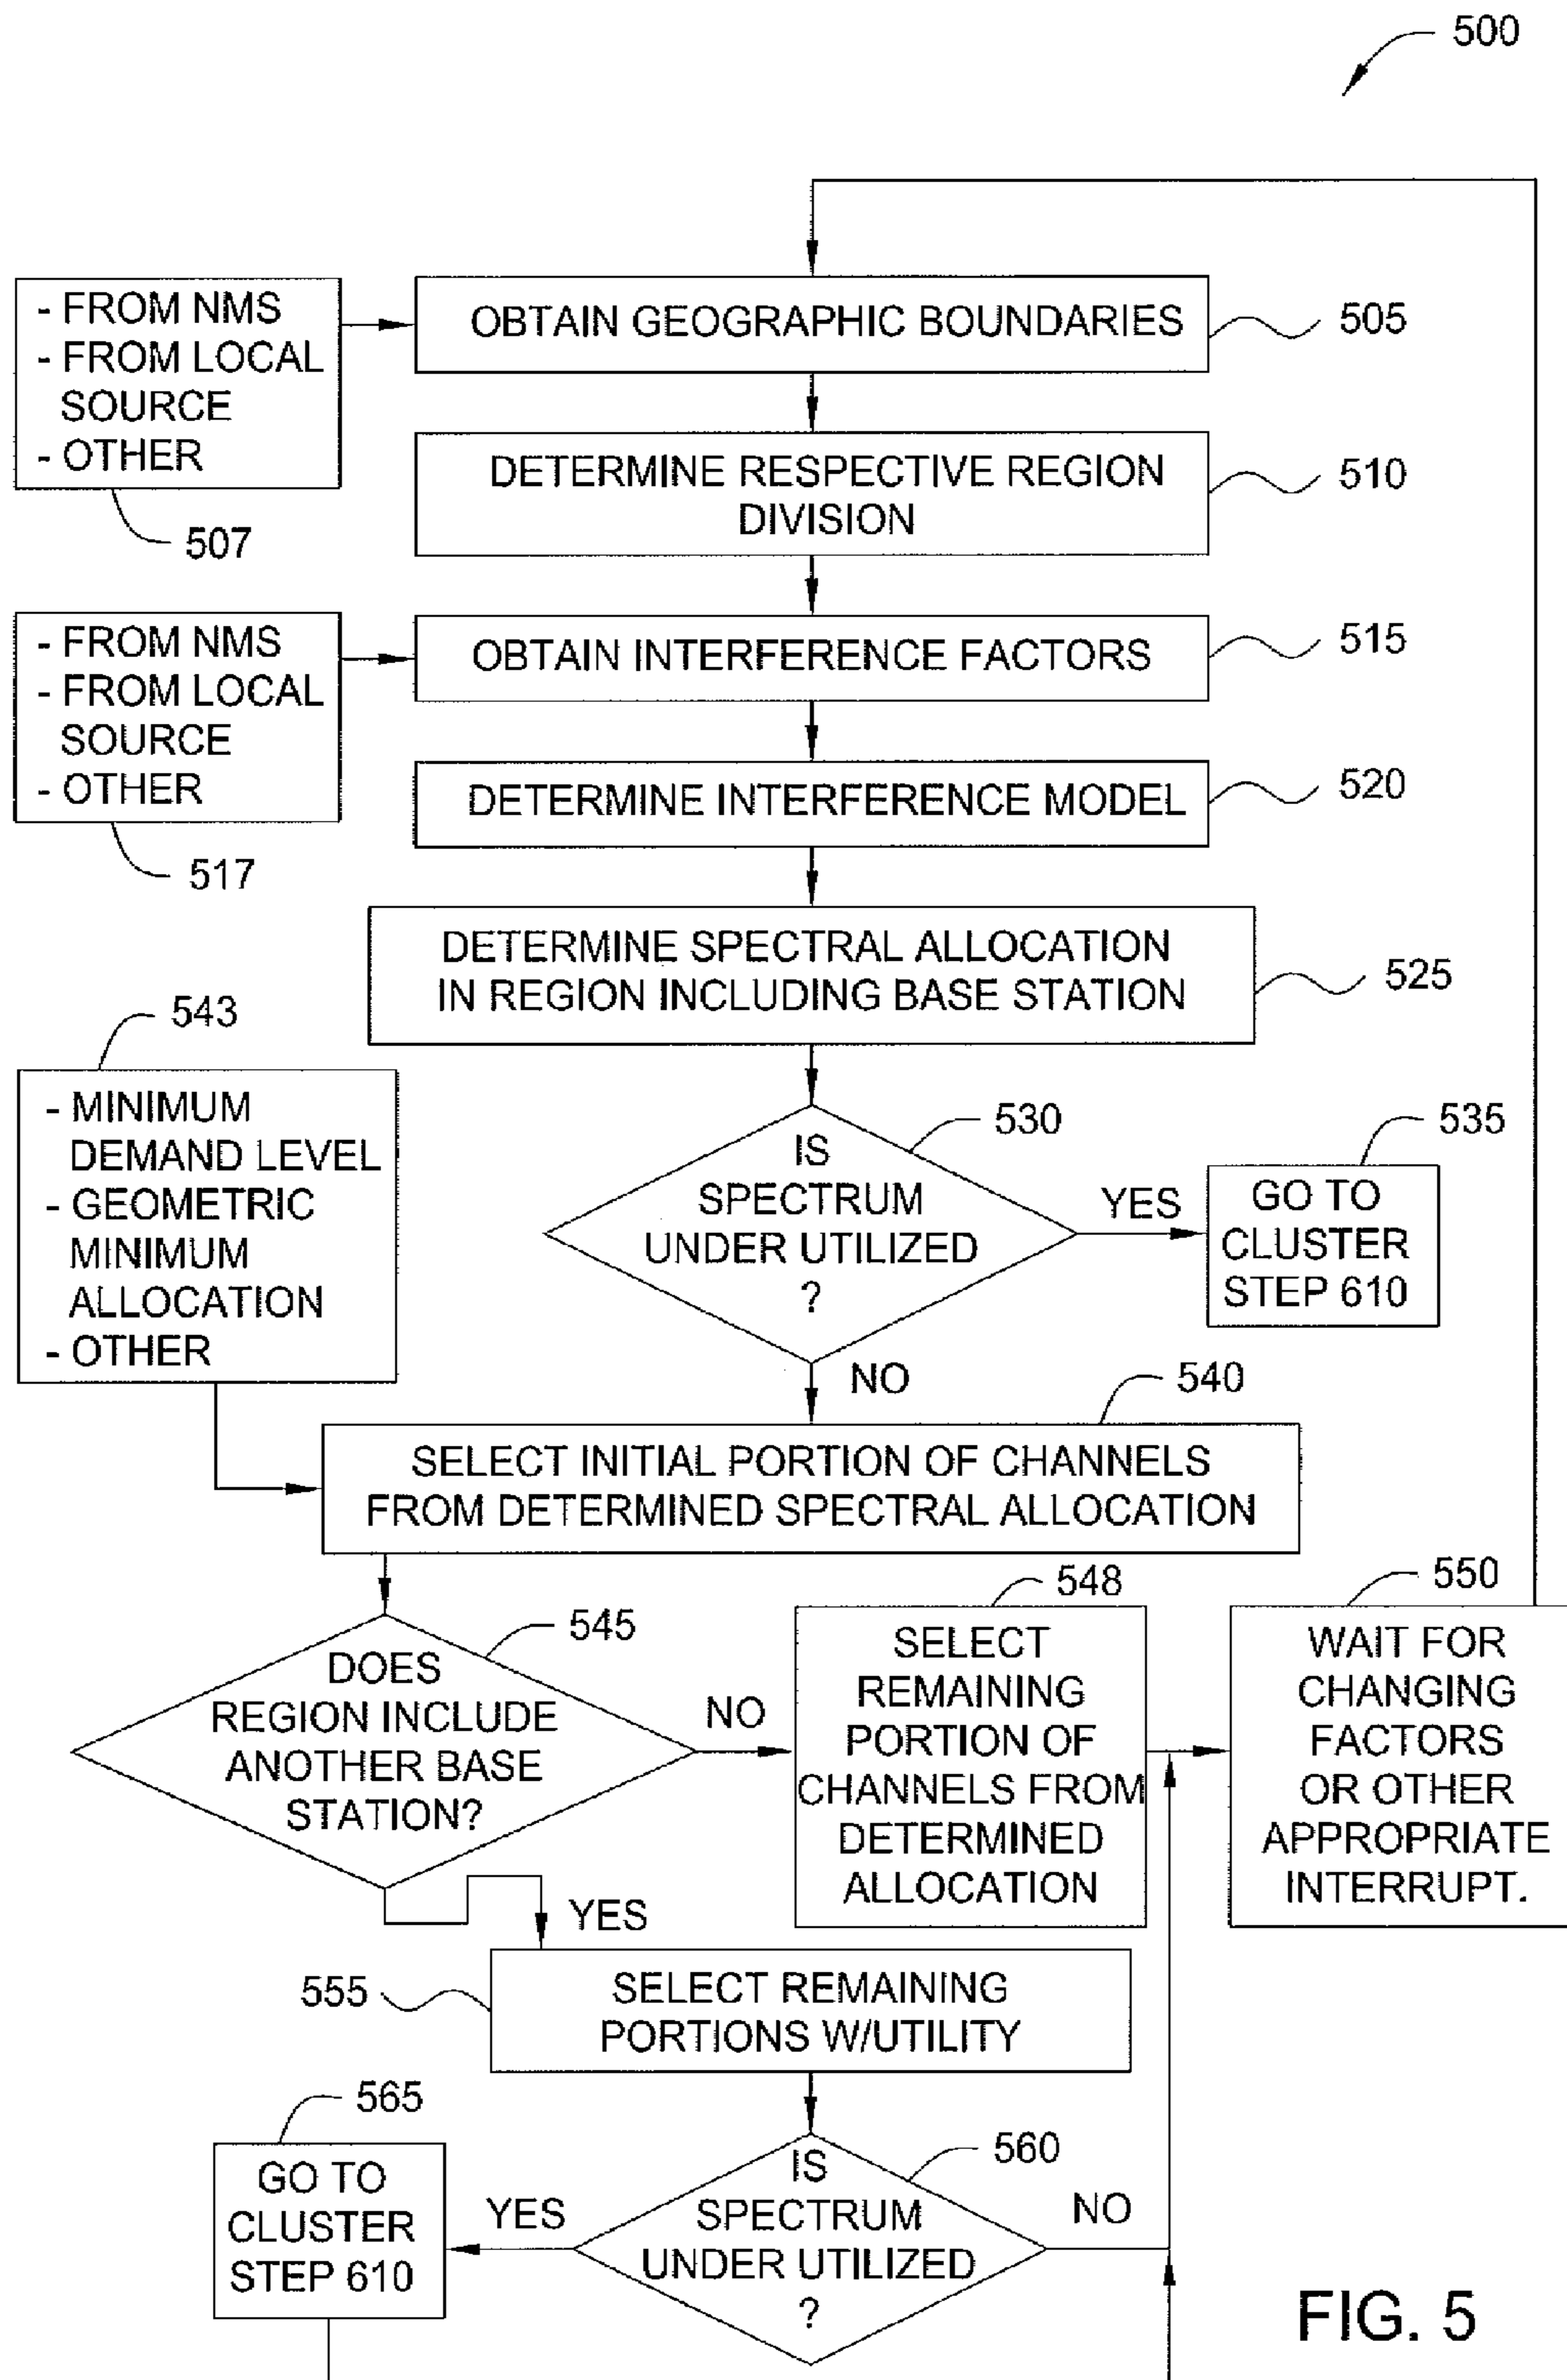 500
- FROM NMS
- FROM LOCAL
SOURCE
- OTHER
507
OBTAIN GEOGRAPHIC BOUNDARIES
505
DETERMINE RESPECTIVE REGION
DIVISION
510
- FROM NMS
- FROM LOCAL
SOURCE
- OTHER
517
OBTAIN INTERFERENCE FACTORS
515
DETERMINE INTERFERENCE MODEL
520
DETERMINE SPECTRAL ALLOCATION
IN REGION INCLUDING BASE STATION
525
543
- MINIMUM
DEMAND LEVEL
- GEOMETRIC
MINIMUM
ALLOCATION
- OTHER
530
IS
SPECTRUM
UNDER UTILIZED
?
YES
535
GO TO
CLUSTER
STEP 610
NO
540
SELECT INITIAL PORTION OF CHANNELS
FROM DETERMINED SPECTRAL ALLOCATION
545
DOES
REGION INCLUDE
ANOTHER BASE
STATION?
NO
548
SELECT
REMAINING
PORTION OF
CHANNELS FROM
DETERMINED
ALLOCATION
550
WAIT FOR
CHANGING
FACTORS
OR OTHER
APPROPRIATE
INTERRUPT.
YES
555
SELECT REMAINING
PORTIONS W/UTILITY
565
GO TO
CLUSTER
STEP 610
YES
560
IS
SPECTRUM
UNDER UTILIZED
?
NO
FIG. 5